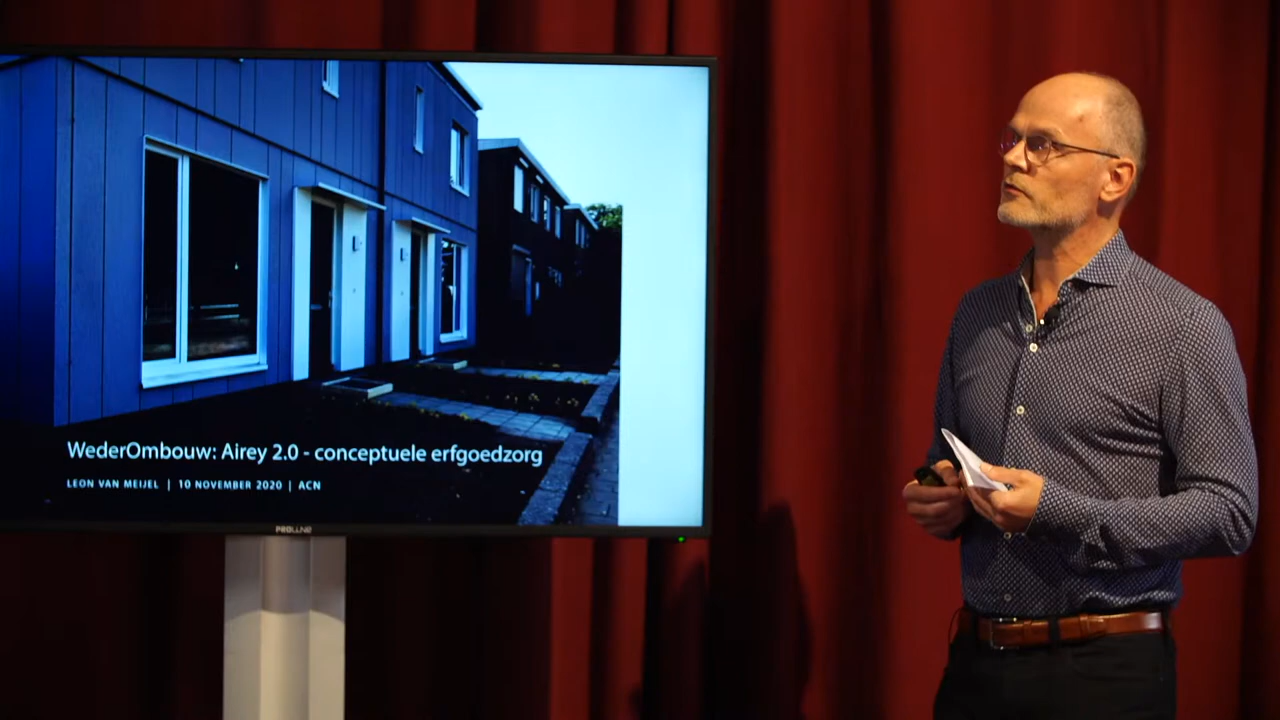 WederOmbouw: Airey 2.0 - conceptuele erfgoedzorg
LEON VAN MEIJEL | 10 NOVEMBER 2020 | ACN
PROLINE